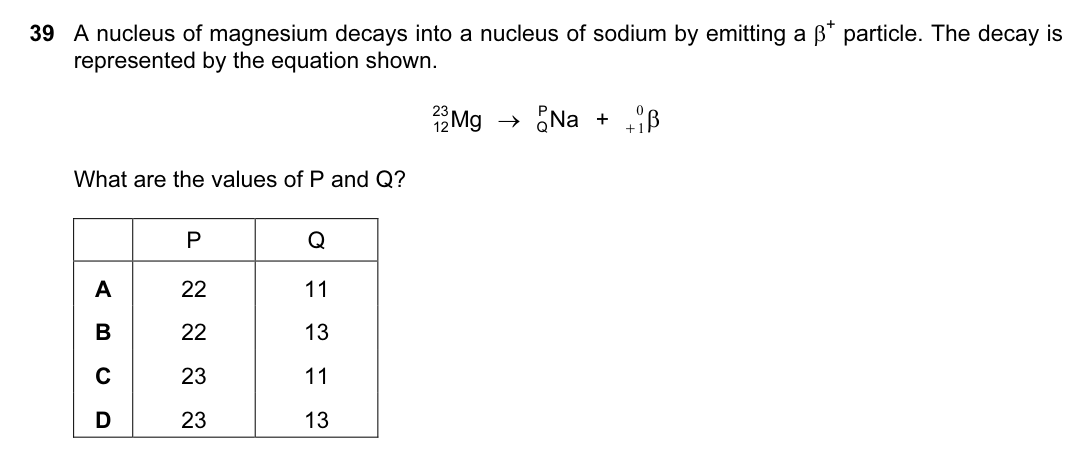 39 A nucleus of magnesium decays into a nucleus of sodium by emitting a β⁺ particle. The decay is
represented by the equation shown.
²³₁₂Mg → ᴾ_QNa + ⁰₊₁β
What are the values of P and Q?
P Q
A 22 11
B 22 13
C 23 11
D 23 13